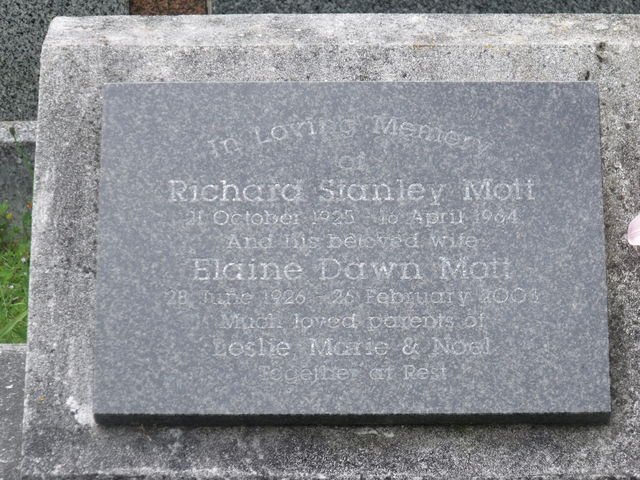 In Loving Memory
of
Richard Stanley Mott
21 October 1925 - 16 April 1964
And his beloved wife
Elaine Dawn Mott
28 June 1926 - 26 February 2003
Much loved parents of
Leslie, Marie & Noel
Together at Rest